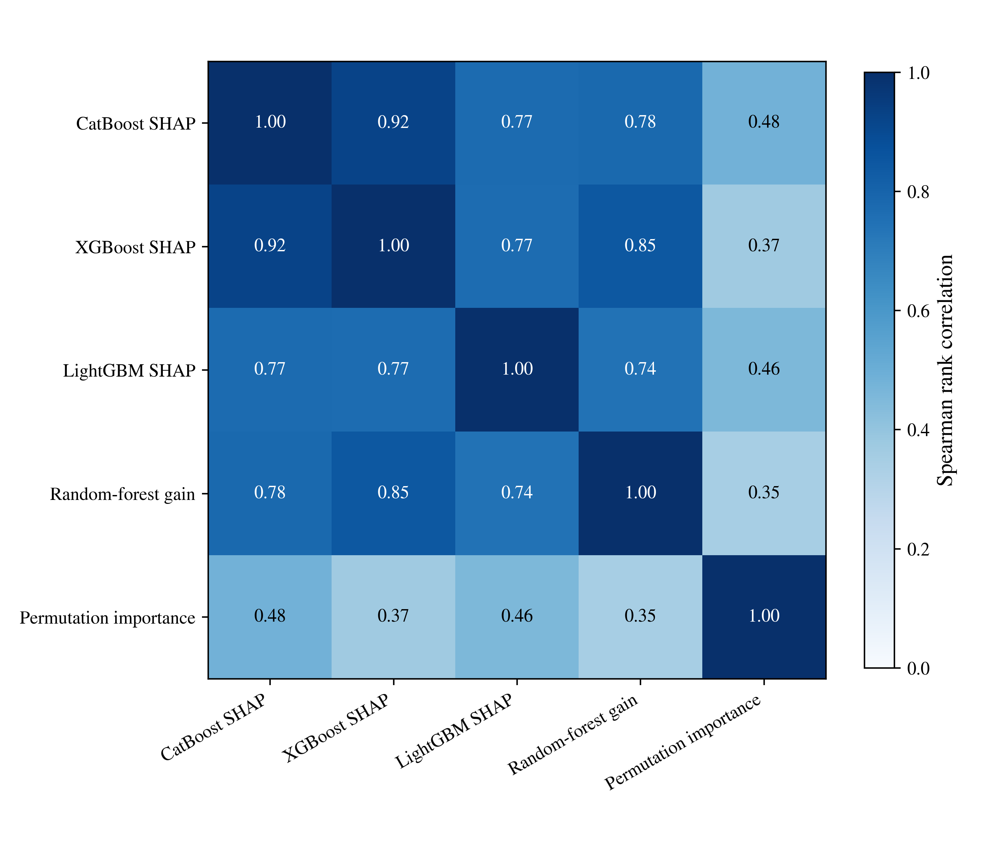 CatBoost SHAP 1.00 0.92 0.77 0.78 0.48
XGBoost SHAP 0.92 1.00 0.77 0.85 0.37
LightGBM SHAP 0.77 0.77 1.00 0.74 0.46
Random-forest gain 0.78 0.85 0.74 1.00 0.35
Permutation importance 0.48 0.37 0.46 0.35 1.00
CatBoost SHAP
XGBoost SHAP
LightGBM SHAP
Random-forest gain
Permutation importance
1.0
0.8
0.6
0.4
0.2
0.0
Spearman rank correlation